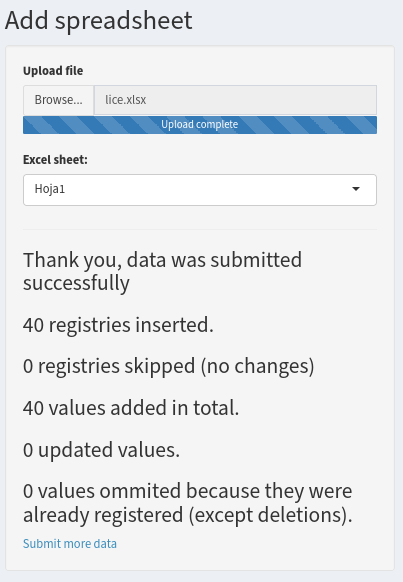 Add spreadsheet
Upload file
Browse... lice.xlsx
Upload complete
Excel sheet:
Hoja1
Thank you, data was submitted
successfully
40 registries inserted.
0 registries skipped (no changes)
40 values added in total.
0 updated values.
0 values ommited because they were
already registered (except deletions).
Submit more data